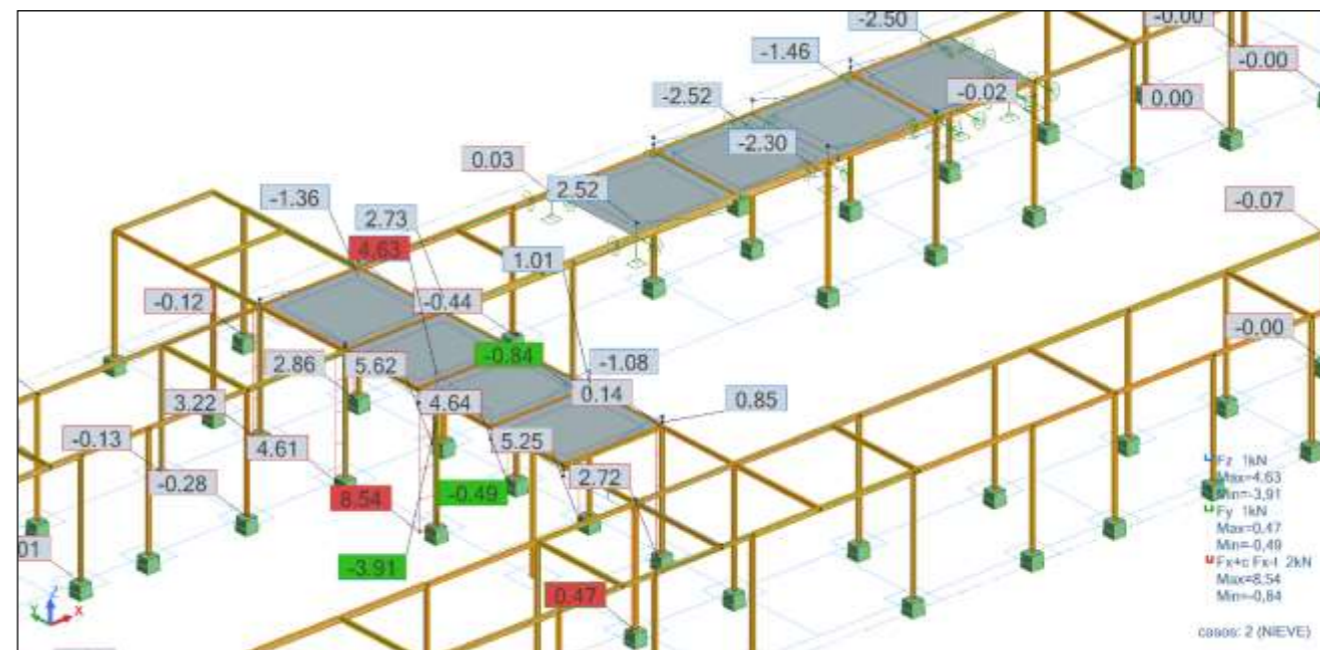 -2.50
-0.00
-1.46
-0.00
-2.52
-0.02
0.00
-2.30
0.03
2.52
-1.36
-0.07
2.73
4.63
1.01
-0.12
-0.44
-0.00
-0.84
2.86
5.62
-1.08
0.14
3.22
4.64
0.85
-0.13
4.61
5.25
-0.28
2.72
8.54
-0.49
01
-3.91
0.47
Z
Y
X
Fz 1kN
Max=4,63
Min=-3,91
Fy 1kN
Max=0,47
Min=-0,49
Fx+c Fx-t 2kN
Max=8,54
Min=-0,84
casos: 2 (NIEVE)